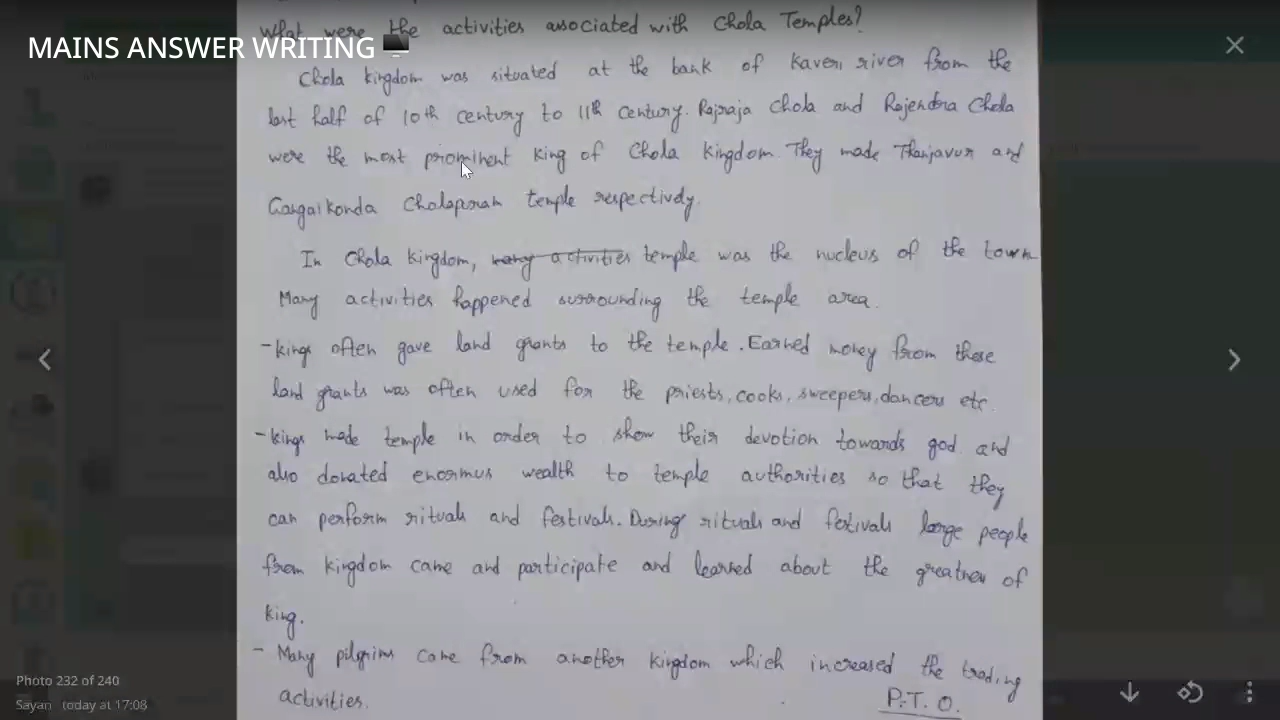 What were the activities associated with Chola Temples?
MAINS ANSWER WRITING
Chola kingdom was situated at the bank of Kaveri river from the
last half of 10th century to 11th century. Rajraja Chola and Rajendra Chola
were the most prominent king of Chola kingdom. They made Thanjavur and
Gangaikonda Cholapuram temple respectively.
In Chola kingdom, many activities temple was the nucleus of the town
Many activities happened surrounding the temple area.
- kings often gave land grants to the temple. Earned money from these
land grants was often used for the priests, cooks, sweepers, dancers etc.
- kings made temple in order to show their devotion towards god and
also donated enormus wealth to temple authorities so that they
can perform rituals and festivals. During rituals and festivals large people
from kingdom came and participate and learned about the greatness of
king.
- Many pilgrims came from another kingdom which increased the trading
activities.
P.T.O.
Photo 232 of 240
Sayan today at 17:08